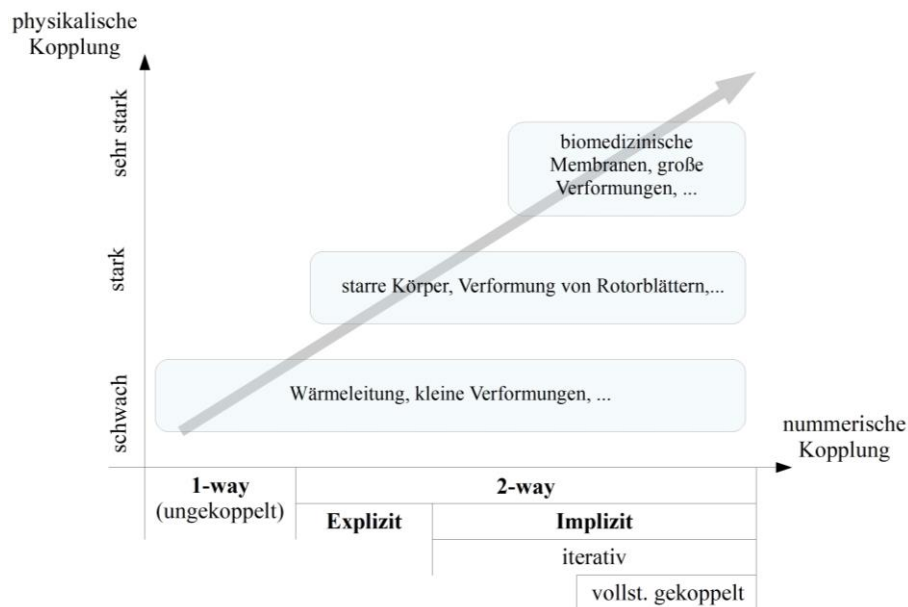 physikalische
Kopplung
sehr stark
biomedizinische
Membranen, große
Verformungen, ...
stark
starre Körper, Verformung von Rotorblättern,...
schwach
Wärmeleitung, kleine Verformungen, ...
nummerische
Kopplung
1-way
(ungekoppelt)
2-way
Explizit
Implizit
iterativ
vollst. gekoppelt